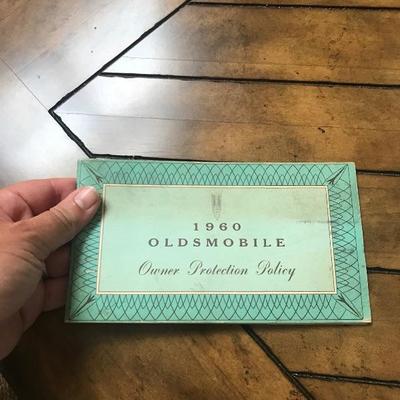 1960
OLDSMOBILE
Owner Protection Policy